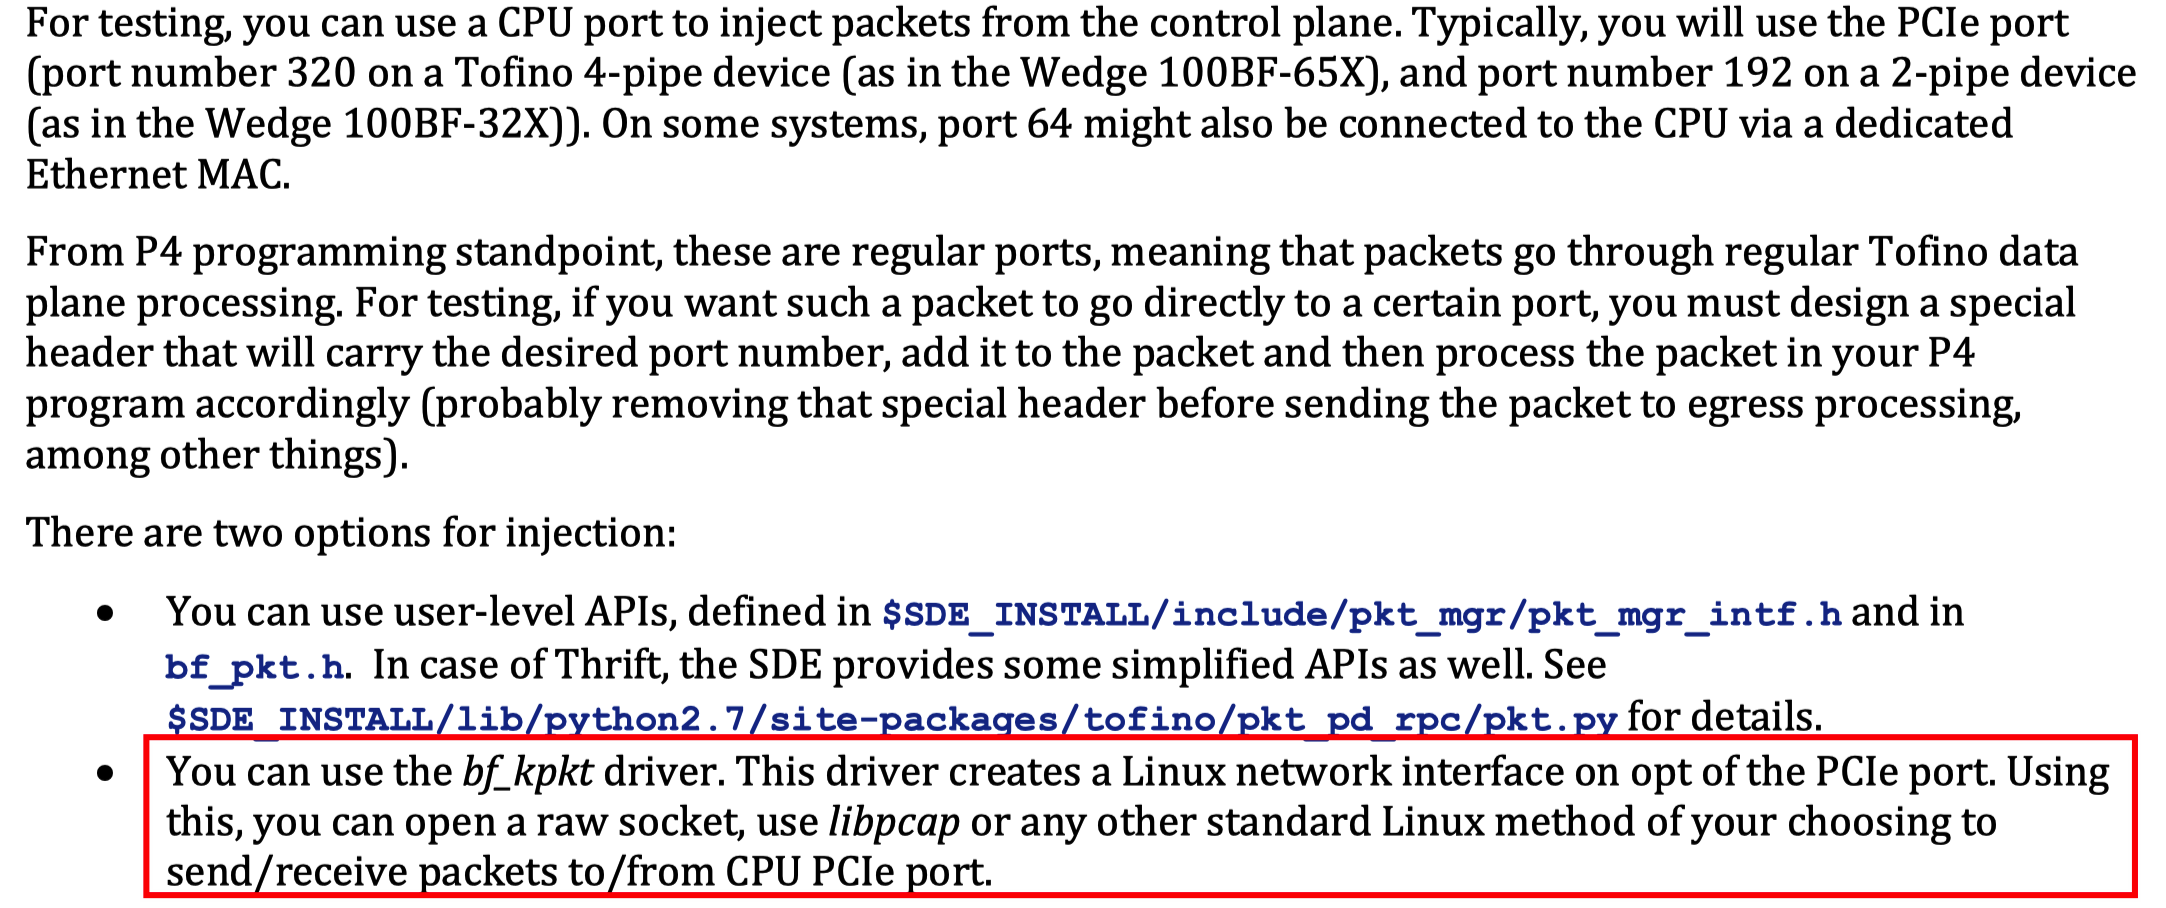 For testing, you can use a CPU port to inject packets from the control plane. Typically, you will use the PCIe port
(port number 320 on a Tofino 4-pipe device (as in the Wedge 100BF-65X), and port number 192 on a 2-pipe device
(as in the Wedge 100BF-32X)). On some systems, port 64 might also be connected to the CPU via a dedicated
Ethernet MAC.
From P4 programming standpoint, these are regular ports, meaning that packets go through regular Tofino data
plane processing. For testing, if you want such a packet to go directly to a certain port, you must design a special
header that will carry the desired port number, add it to the packet and then process the packet in your P4
program accordingly (probably removing that special header before sending the packet to egress processing,
among other things).
There are two options for injection:
• You can use user-level APIs, defined in $SDE_INSTALL/include/pkt_mgr/pkt_mgr_intf.h and in
bf_pkt.h. In case of Thrift, the SDE provides some simplified APIs as well. See
$SDE_INSTALL/lib/python2.7/site-packages/tofino/pkt_pd_rpc/pkt.py for details.
• You can use the bf_kpkt driver. This driver creates a Linux network interface on opt of the PCIe port. Using
this, you can open a raw socket, use libpcap or any other standard Linux method of your choosing to
send/receive packets to/from CPU PCIe port.